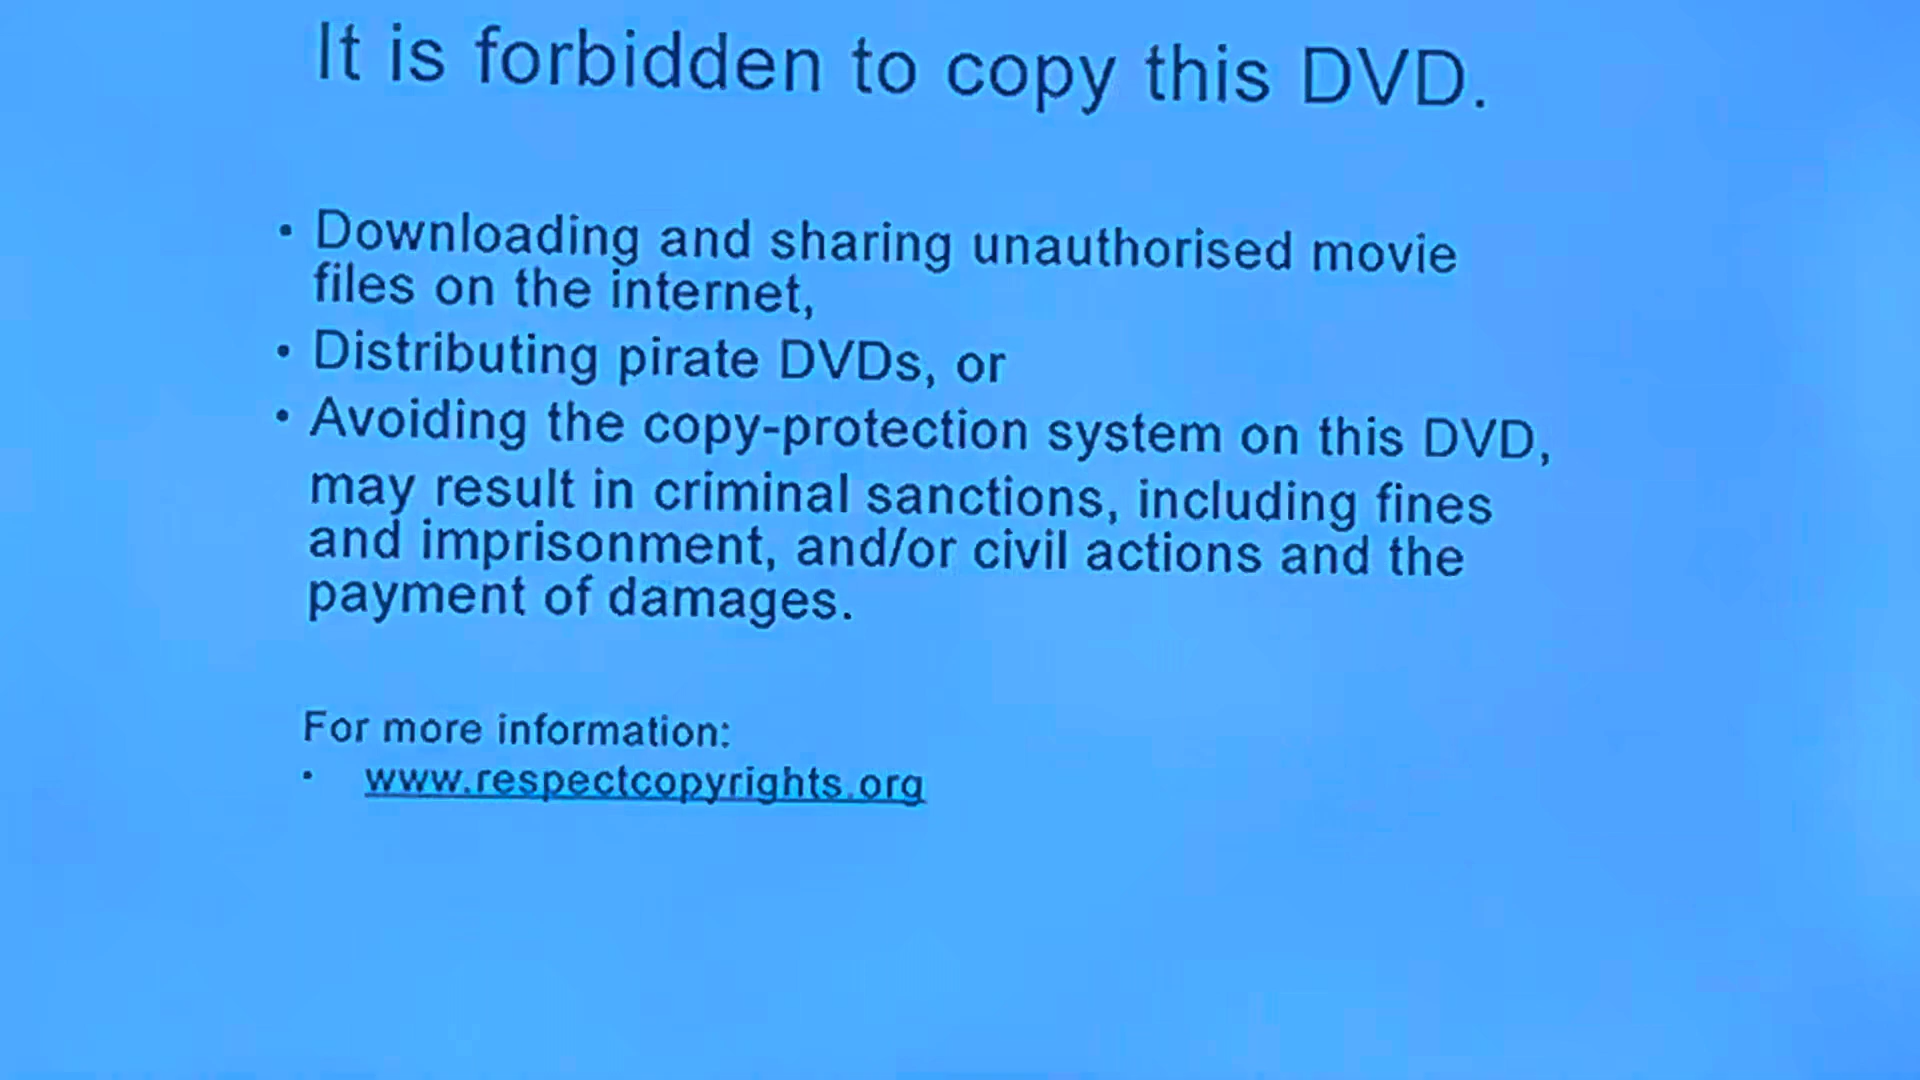 It is forbidden to copy this DVD.
• Downloading and sharing unauthorised movie
files on the internet,
• Distributing pirate DVDs, or
• Avoiding the copy-protection system on this DVD,
may result in criminal sanctions, including fines
and imprisonment, and/or civil actions and the
payment of damages.
For more information:
• www.respectcopyrights.org